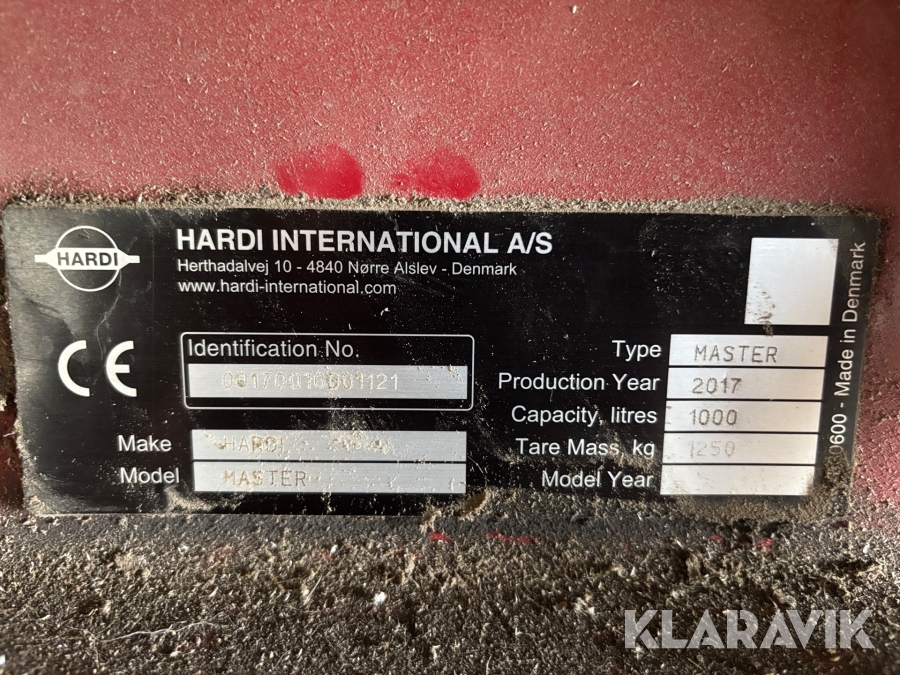 HARDI
HARDI INTERNATIONAL A/S
Herthadalvej 10 - 4840 Nørre Alslev - Denmark
www.hardi-international.com
CE
Identification No.
Make HARDI
Model MASTER
Type MASTER
Production Year 2017
Capacity, litres 1000
Tare Mass, kg 1250
Model Year
Made in Denmark
KLARAVIK